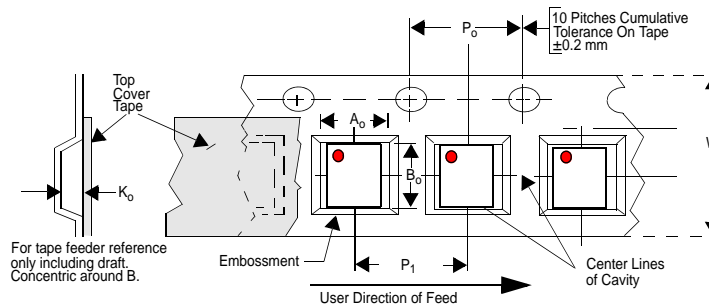 10 Pitches Cumulative
Tolerance On Tape
±0.2 mm
Po
Top
Cover
Tape
Ao
Bo
Ko
For tape feeder reference
only including draft.
Concentric around B.
Embossment
P1
Center Lines
of Cavity
User Direction of Feed